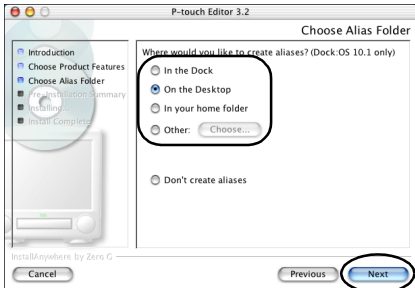 P-touch Editor 3.2
Choose Alias Folder
Introduction
Choose Product Features
Choose Alias Folder
Pre-Installation Summary
Installing...
Install Complete
Where would you like to create aliases? (Dock:OS 10.1 only)
In the Dock
On the Desktop
In your home folder
Other: Choose...
Don't create aliases
InstallAnywhere by Zero G
Cancel Previous Next